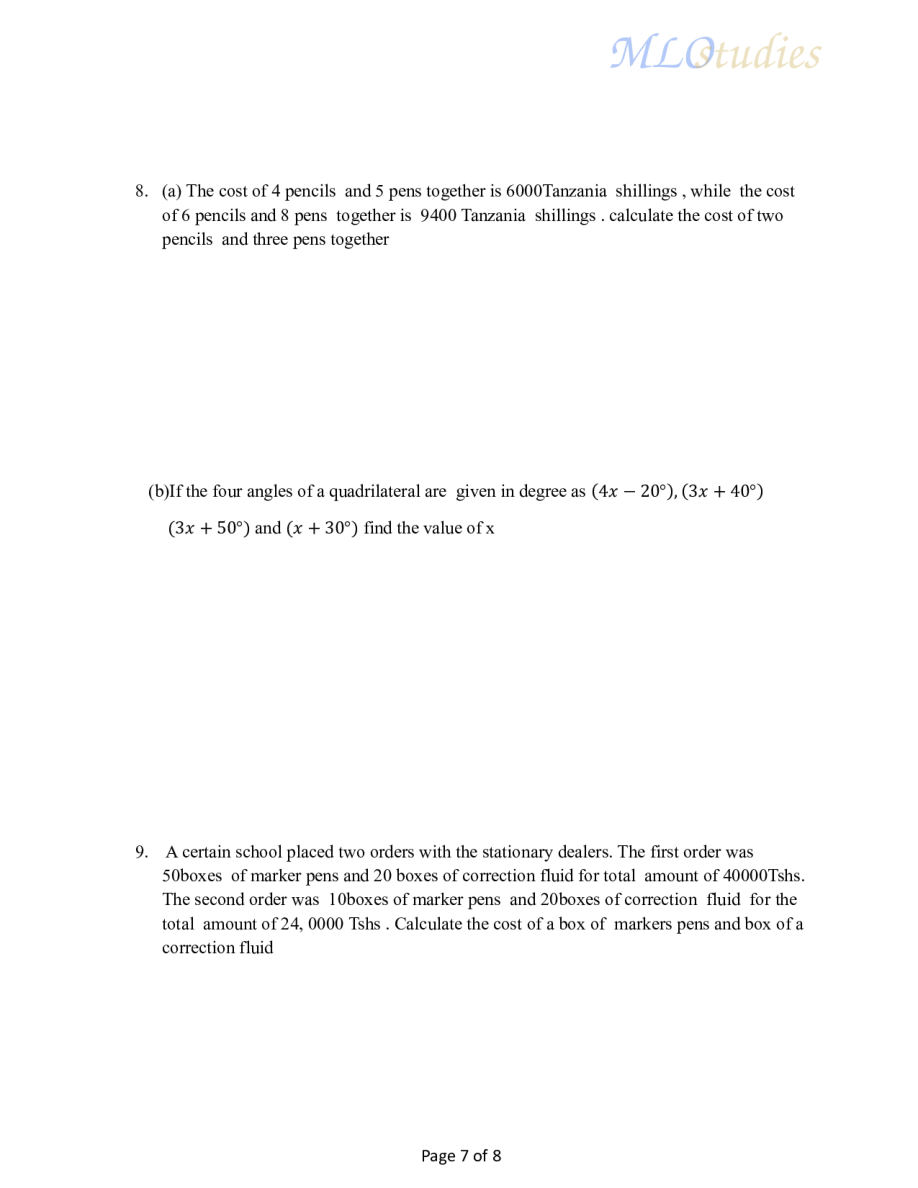 MLOstudies
8. (a) The cost of 4 pencils and 5 pens together is 6000Tanzania shillings , while the cost
of 6 pencils and 8 pens together is 9400 Tanzania shillings . calculate the cost of two
pencils and three pens together
(b)If the four angles of a quadrilateral are given in degree as (4𝑥 − 20°), (3𝑥 + 40°)
(3𝑥 + 50°) and (𝑥 + 30°) find the value of x
9. A certain school placed two orders with the stationary dealers. The first order was
50boxes of marker pens and 20 boxes of correction fluid for total amount of 40000Tshs.
The second order was 10boxes of marker pens and 20boxes of correction fluid for the
total amount of 24, 0000 Tshs . Calculate the cost of a box of markers pens and box of a
correction fluid
Page 7 of 8